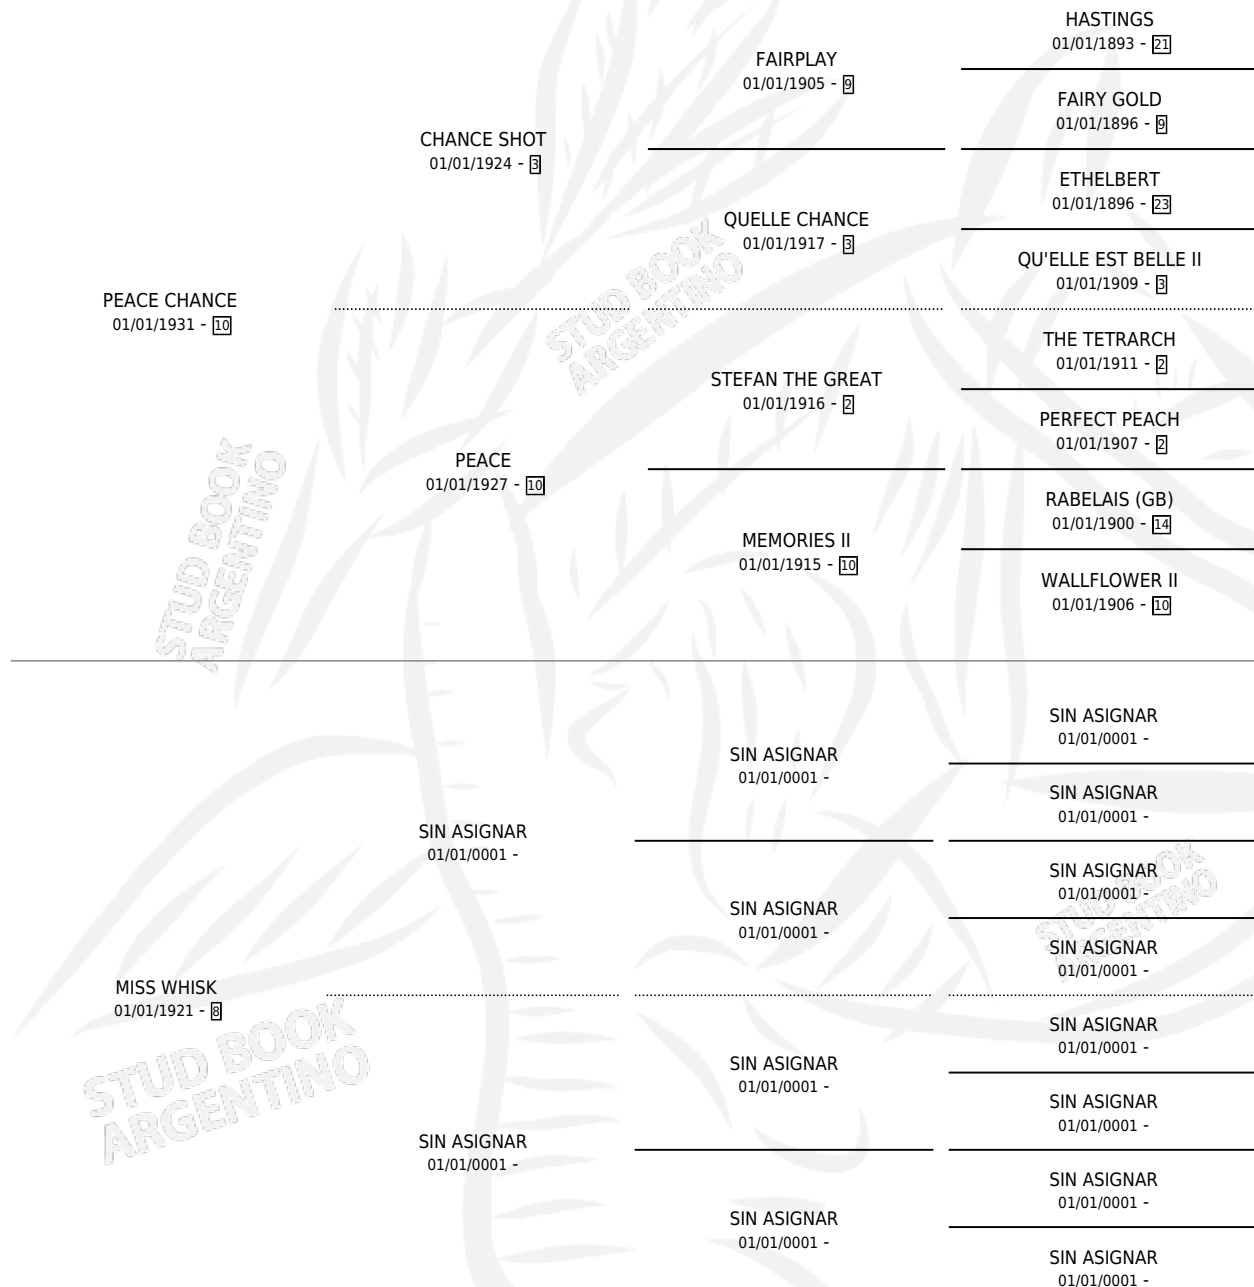 HASTINGS
01/01/1893 - 21
FAIRPLAY
01/01/1905 - 9
FAIRY GOLD
01/01/1896 - 9
CHANCE SHOT
01/01/1924 - 3
ETHELBERT
01/01/1896 - 23
QUELLE CHANCE
01/01/1917 - 3
QU'ELLE EST BELLE II
01/01/1909 - 3
PEACE CHANCE
01/01/1931 - 10
THE TETRARCH
01/01/1911 - 2
STEFAN THE GREAT
01/01/1916 - 2
PERFECT PEACH
01/01/1907 - 2
PEACE
01/01/1927 - 10
RABELAIS (GB)
01/01/1900 - 14
MEMORIES II
01/01/1915 - 10
WALLFLOWER II
01/01/1906 - 10
STUD BOOK
ARGENTINO
STUD BOOK
ARGENTINO
SIN ASIGNAR
01/01/0001 -
SIN ASIGNAR
01/01/0001 -
SIN ASIGNAR
01/01/0001 -
SIN ASIGNAR
01/01/0001 -
SIN ASIGNAR
01/01/0001 -
SIN ASIGNAR
01/01/0001 -
SIN ASIGNAR
01/01/0001 -
MISS WHISK
01/01/1921 - 8
SIN ASIGNAR
01/01/0001 -
SIN ASIGNAR
01/01/0001 -
SIN ASIGNAR
01/01/0001 -
SIN ASIGNAR
01/01/0001 -
SIN ASIGNAR
01/01/0001 -
SIN ASIGNAR
01/01/0001 -
SIN ASIGNAR
01/01/0001 -
STUD BOOK
ARGENTINO
STUD BOOK
ARGENTINO